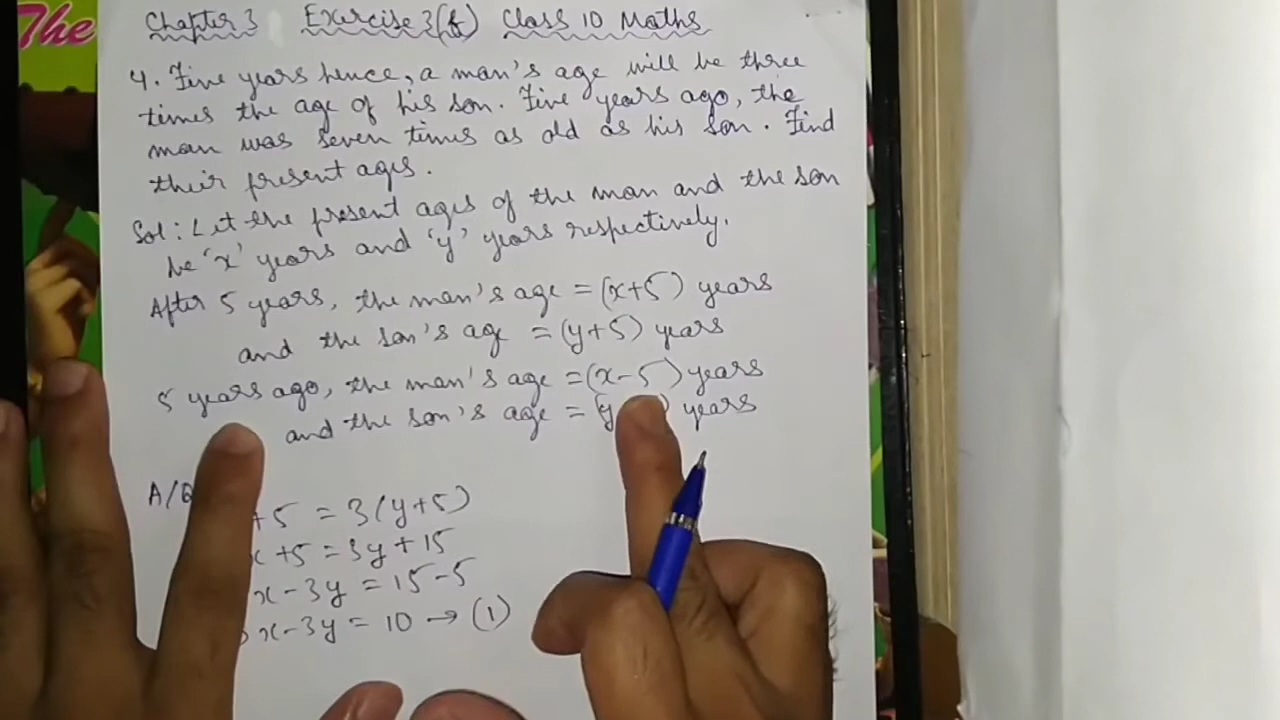 The
Chapter 3 Exercise 3(f) Class 10 Maths
4. Five years hence, a man's age will be three
times the age of his son. Five years ago, the
man was seven times as old as his son. Find
their present ages.
Sol: Let the present ages of the man and the son
be 'x' years and 'y' years respectively.
After 5 years, the man's age = (x+5) years
and the son's age = (y+5) years
5 years ago, the man's age = (x-5) years
and the son's age = (y ) years
A/Q
+5 = 3(y+5)
x+5 = 3y+15
x-3y = 15-5
x-3y = 10 → (1)